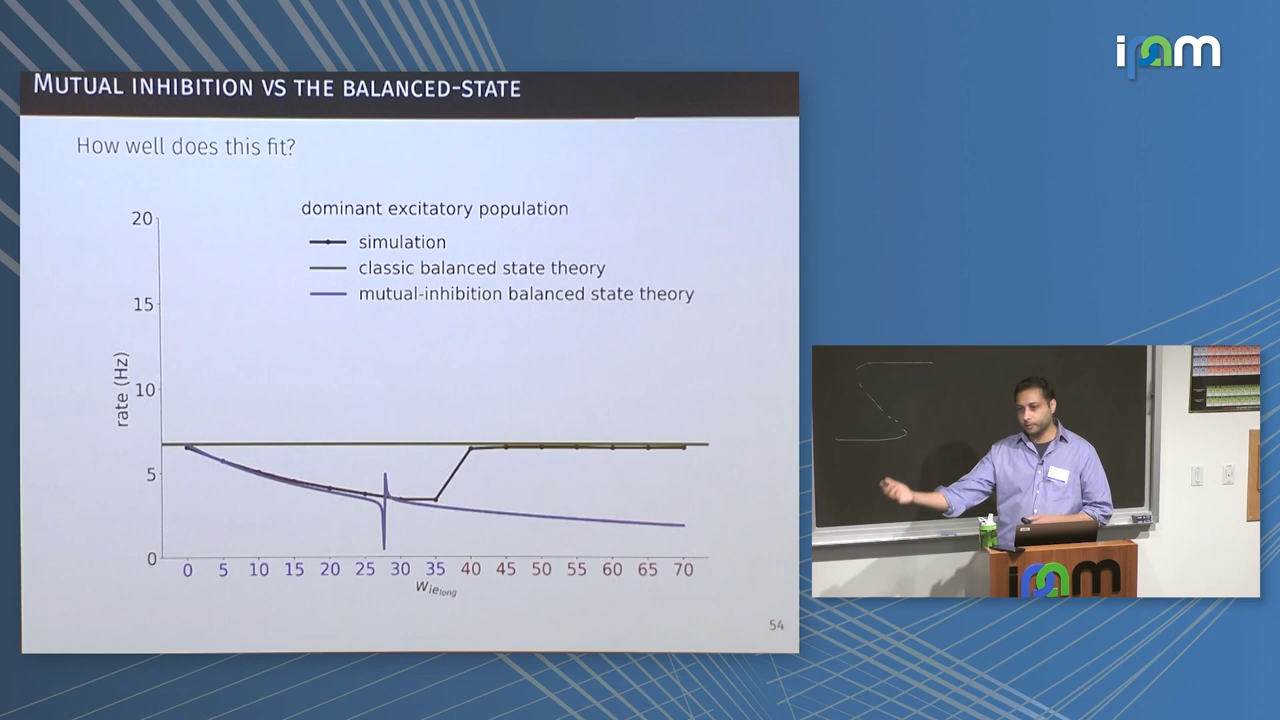 ipam
MUTUAL INHIBITION VS THE BALANCED-STATE
How well does this fit?
dominant excitatory population
simulation
classic balanced state theory
mutual-inhibition balanced state theory
20
15
10
5
0
rate (Hz)
0 5 10 15 20 25 30 35 40 45 50 55 60 65 70
wie_long
54
ipam